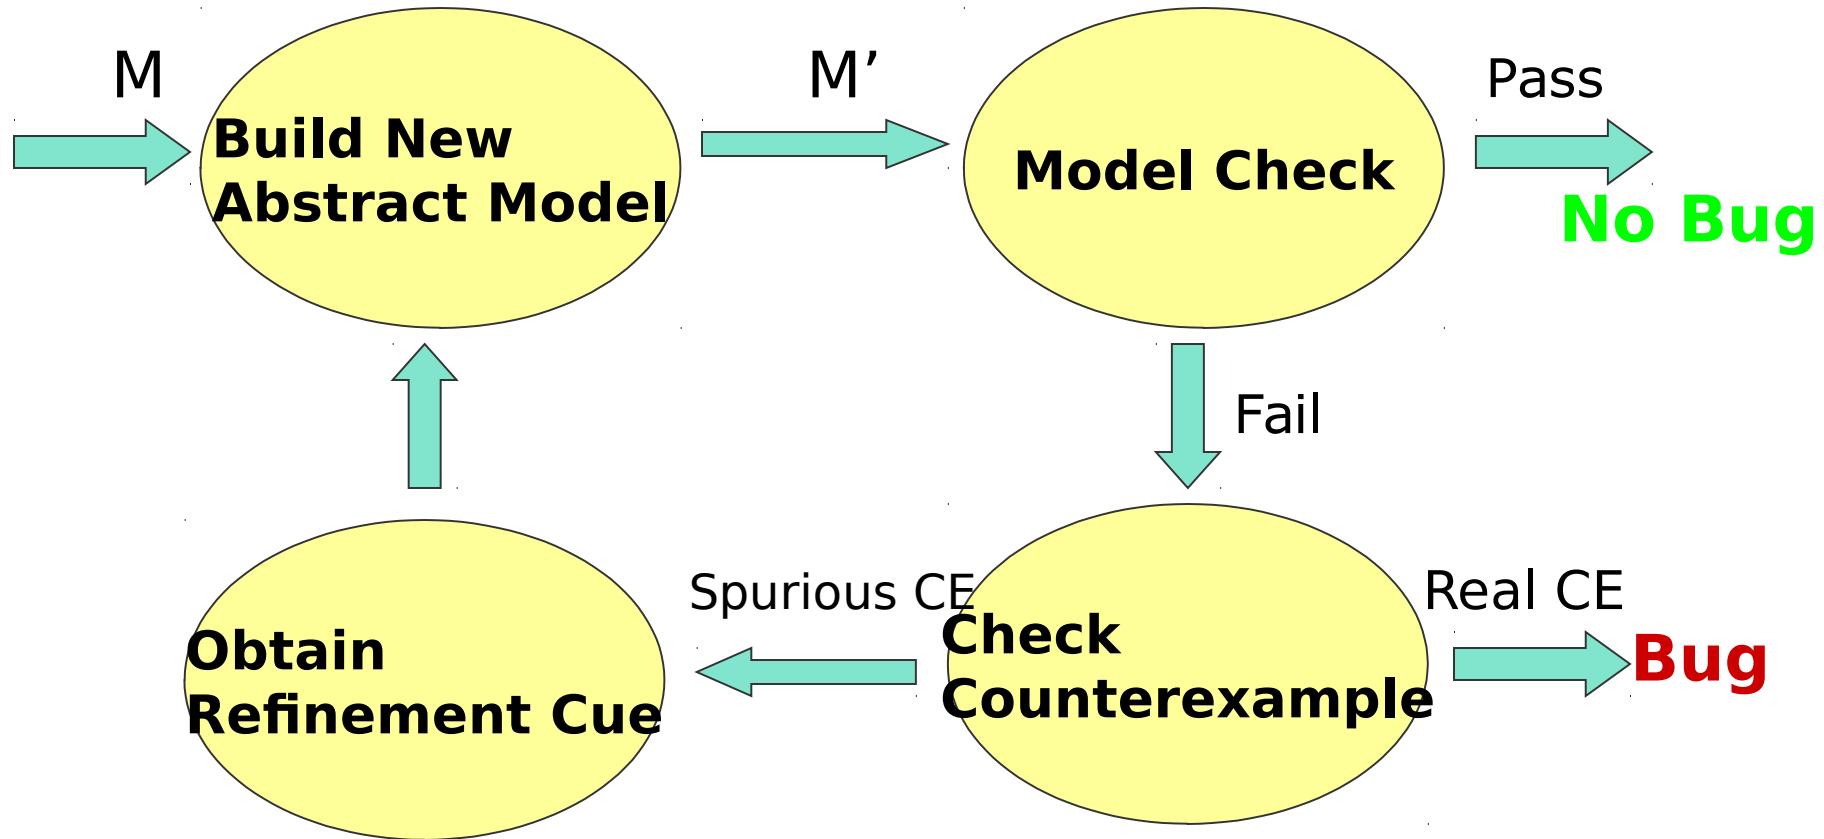 M
M’
Pass
Build New
Abstract Model
Model Check
No Bug
Fail
Spurious CE
Real CE
Obtain
Refinement Cue
Check
Counterexample
Bug